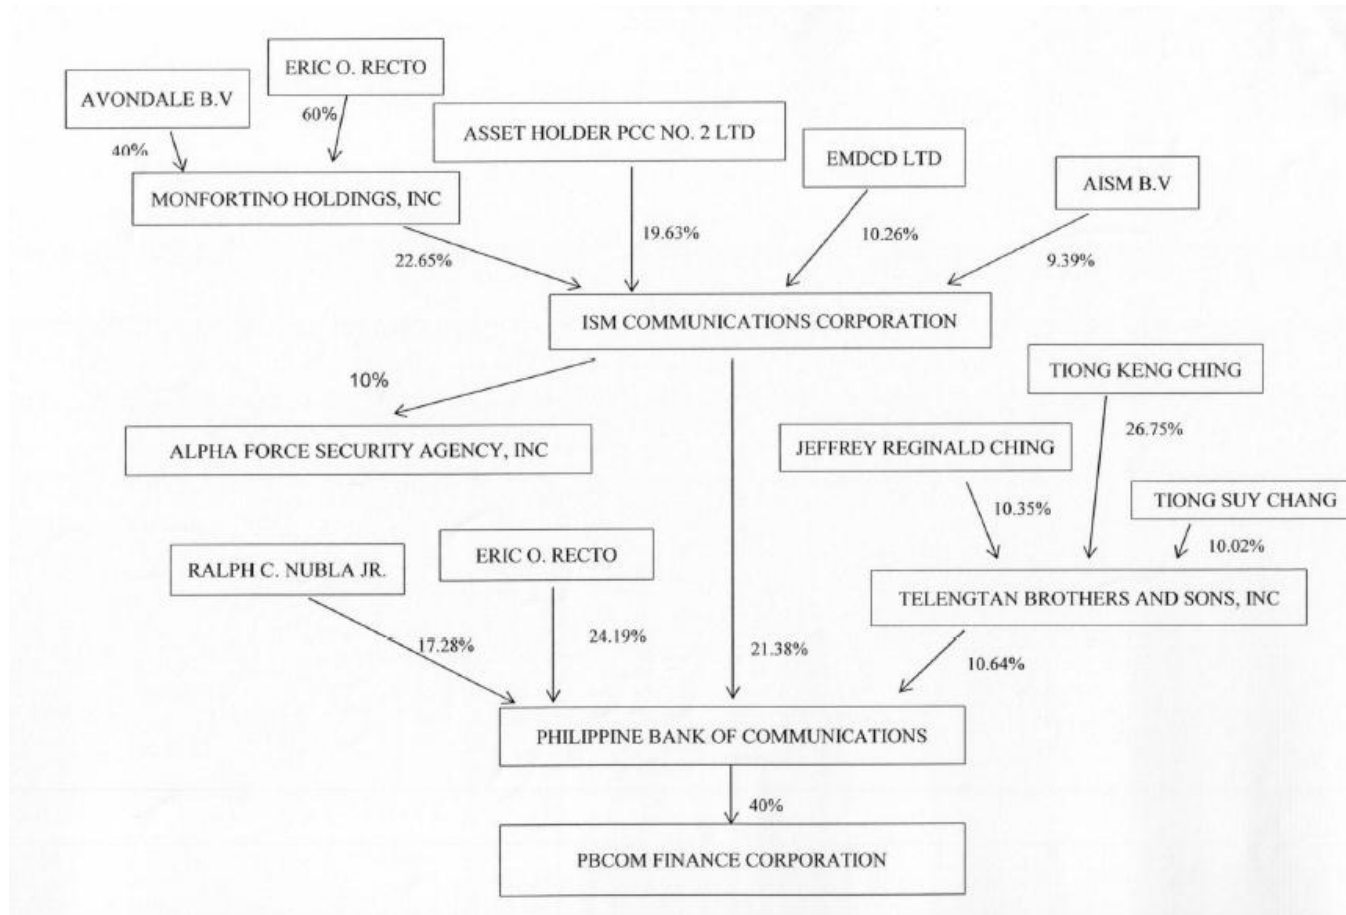 ERIC O. RECTO
AVONDALE B.V
60%
40%
ASSET HOLDER PCC NO. 2 LTD
EMDCD LTD
AISM B.V
MONFORTINO HOLDINGS, INC
22.65%
19.63%
10.26%
9.39%
ISM COMMUNICATIONS CORPORATION
10%
TIONG KENG CHING
ALPHA FORCE SECURITY AGENCY, INC
JEFFREY REGINALD CHING
26.75%
TIONG SUY CHANG
10.35%
10.02%
RALPH C. NUBLA JR.
ERIC O. RECTO
TELENGTAN BROTHERS AND SONS, INC
17.28%
24.19%
21.38%
10.64%
PHILIPPINE BANK OF COMMUNICATIONS
40%
PBCOM FINANCE CORPORATION